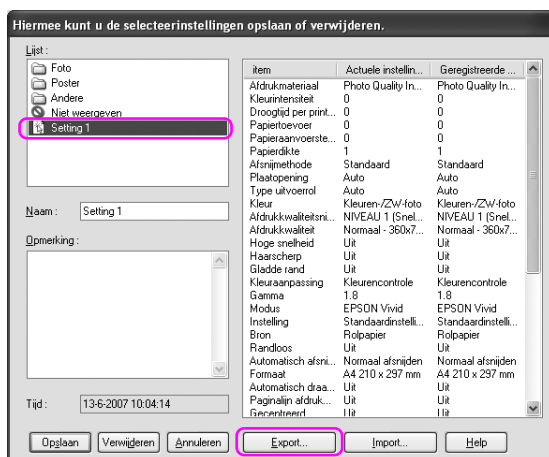 Hiermee kunt u de selecteerinstellingen opslaan of verwijderen.
Lijst :
Foto
Poster
Andere
Niet weergeven
Setting 1
Naam : Setting 1
Opmerking :
Tijd : 13-6-2007 10:04:14
item Actuele instellin... Geregistreerde ...
Afdrukmateriaal Photo Quality In... Photo Quality In...
Kleurintensiteit 0 0
Droogtijd per print... 0 0
Papiertoevoer 0 0
Papieraanvoerste... 0 0
Papierdikte 1 1
Afsnijmethode Standaard Standaard
Plaatopening Auto Auto
Type uitvoerrol Auto Auto
Kleur Kleuren-/ZW-foto Kleuren-/ZW-foto
Afdrukkwaliteitsni... NIVEAU 1 (Snel... NIVEAU 1 (Snel...
Afdrukkwaliteit Normaal - 360x7... Normaal - 360x7...
Hoge snelheid Uit Uit
Haarscherp Uit Uit
Gladde rand Uit Uit
Kleuraanpassing Kleurencontrole Kleurencontrole
Gamma 1.8 1.8
Modus EPSON Vivid EPSON Vivid
Instelling Standaardinstelli... Standaardinstelli...
Bron Rolpapier Rolpapier
Randloos Uit Uit
Automatisch afsni... Normaal afsnijden Normaal afsnijden
Formaat A4 210 x 297 mm A4 210 x 297 mm
Automatisch draa... Uit Uit
Paginalijn afdruk... Uit Uit
Gecentreerd Uit Uit
Opslaan Verwijderen Annuleren Export... Import... Help